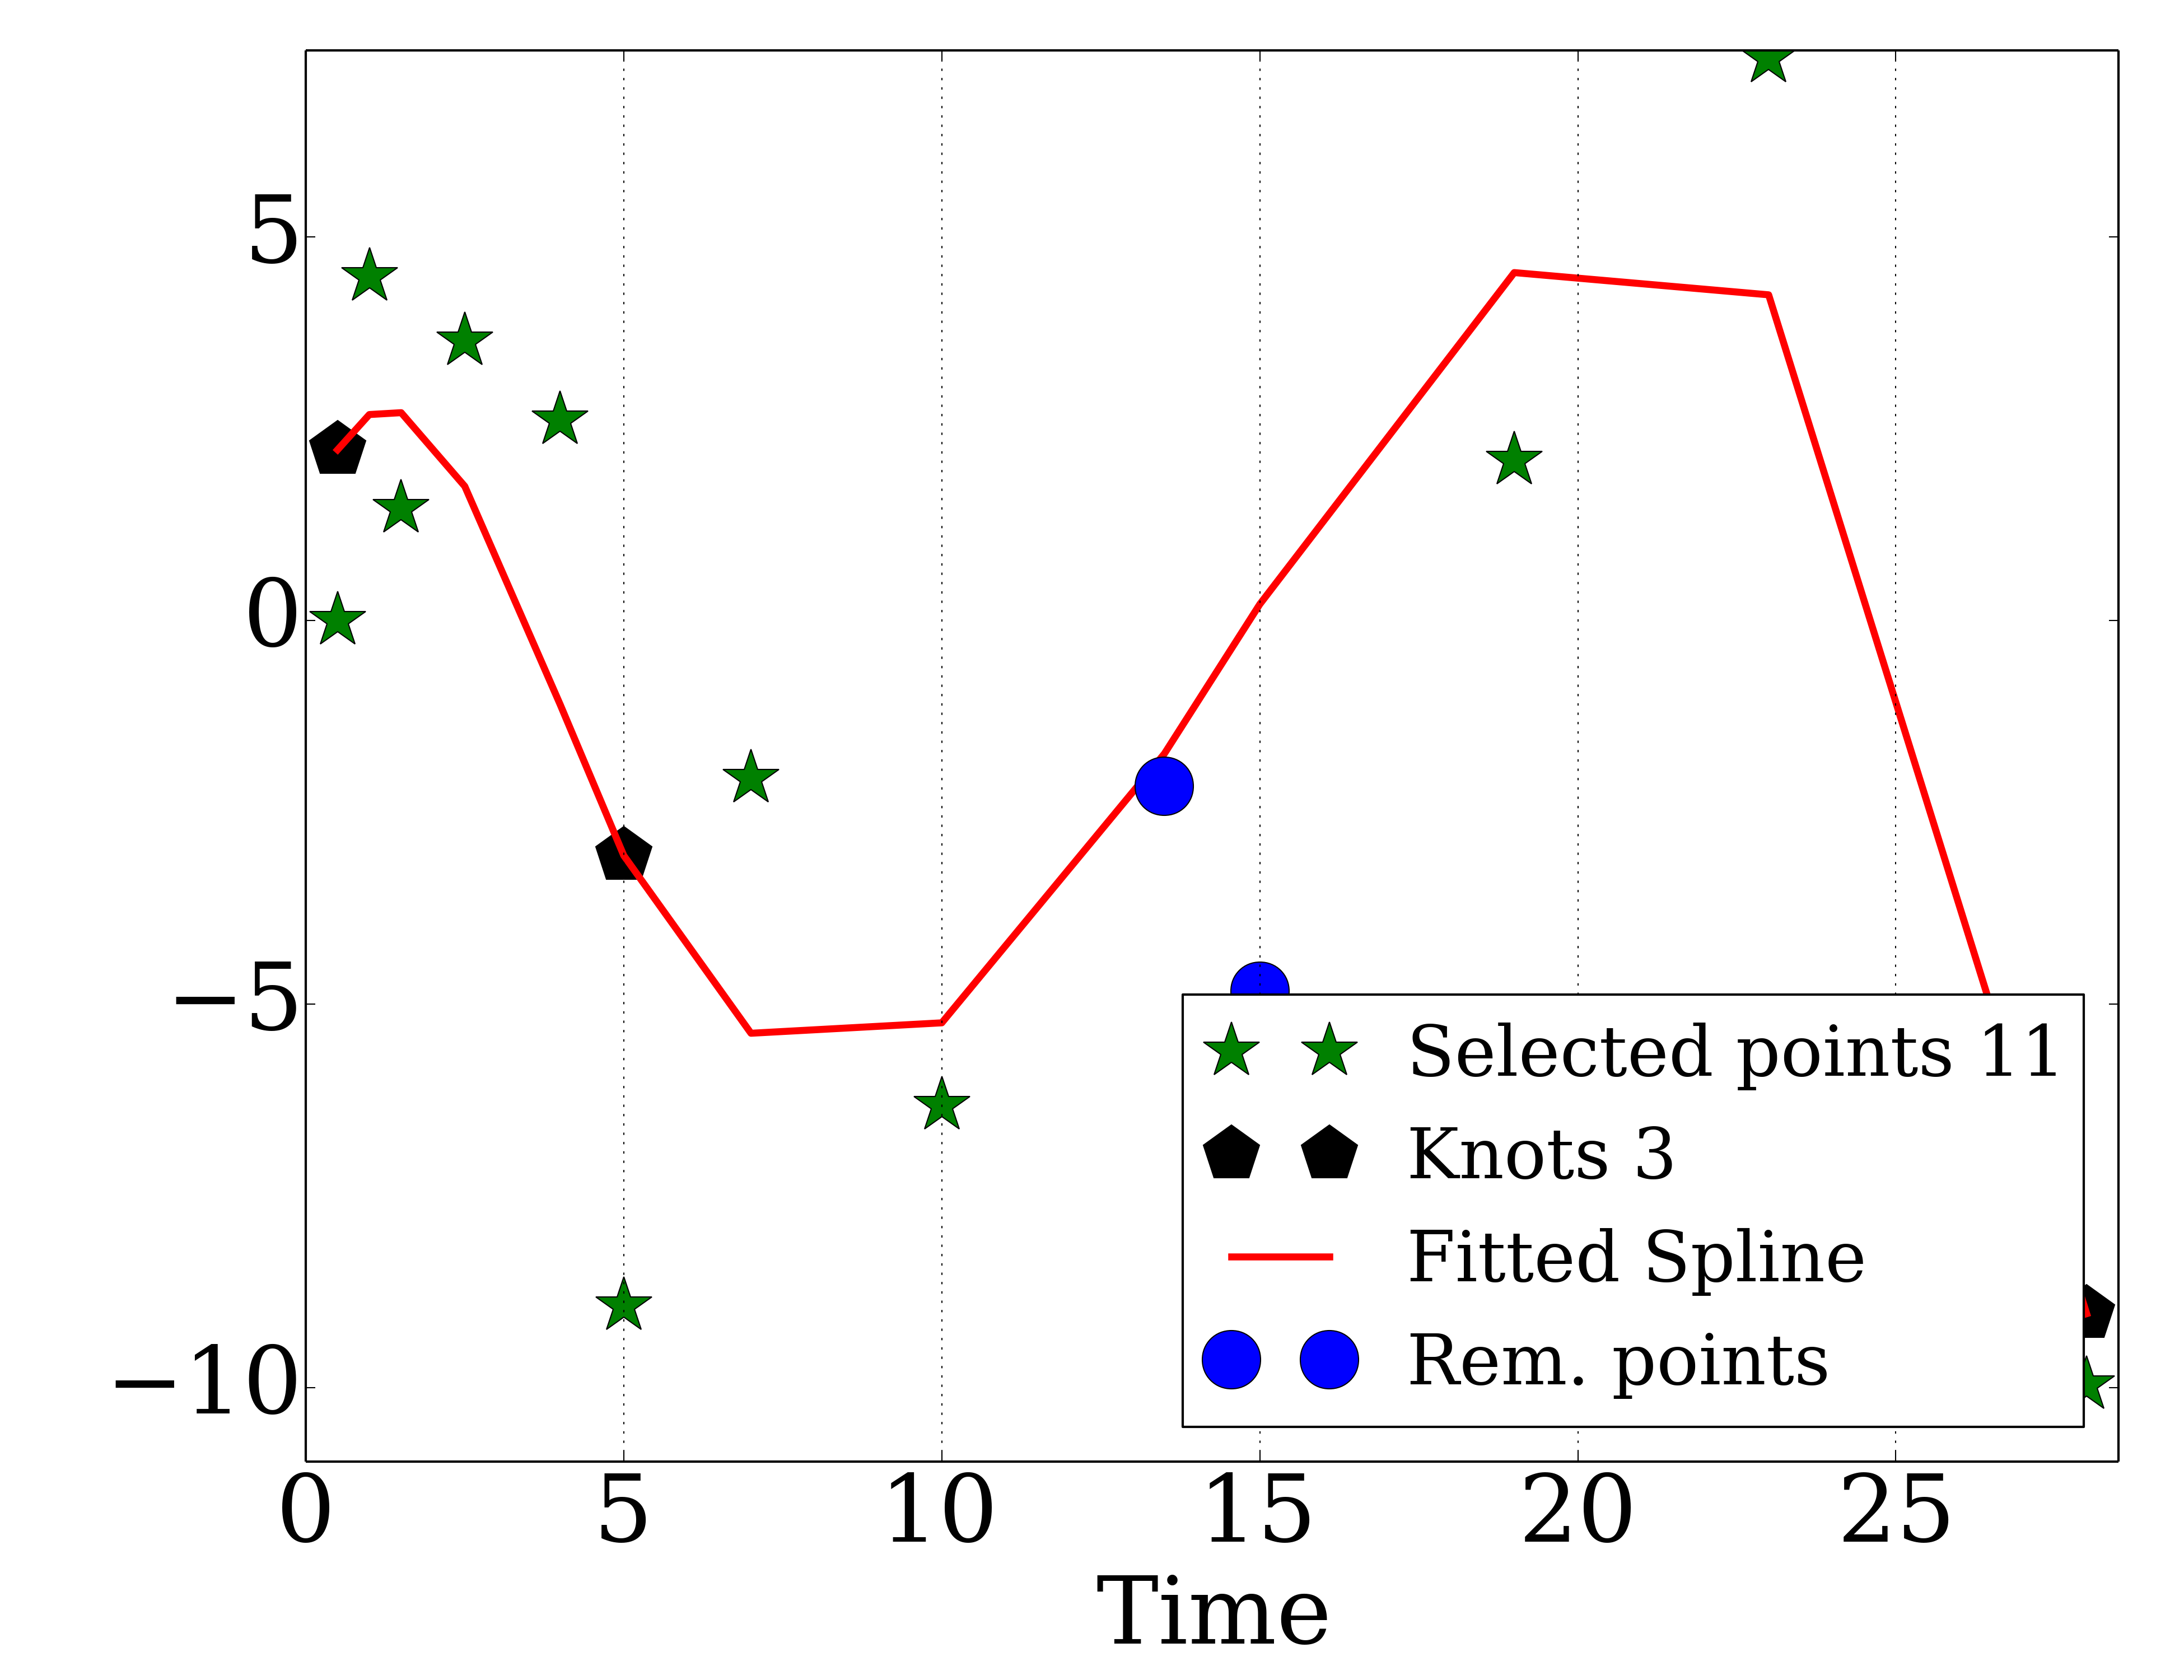 5
0
−5
−10
0 5 10 15 20 25
Time
Selected points 11
Knots 3
Fitted Spline
Rem. points